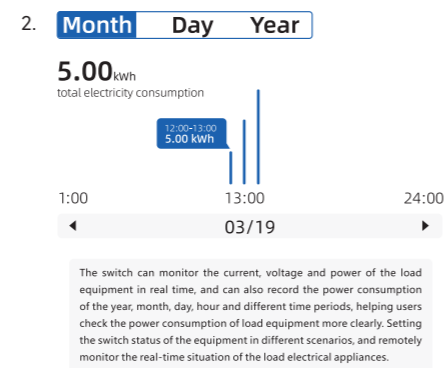 2. Month Day Year
5.00kWh
total electricity consumption
12:00-13:00
5.00 kWh
1:00 13:00 24:00
03/19
The switch can monitor the current, voltage and power of the load
equipment in real time, and can also record the power consumption
of the year, month, day, hour and different time periods, helping users
check the power consumption of load equipment more clearly. Setting
the switch status of the equipment in different scenarios, and remotely
monitor the real-time situation of the load electrical appliances.